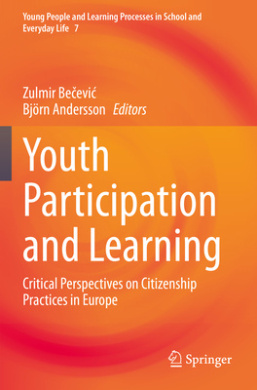 Young People and Learning Processes in School and
Everyday Life 7
Zulmir Bečević
Björn Andersson Editors
Youth
Participation
and Learning
Critical Perspectives on Citizenship
Practices in Europe
Springer